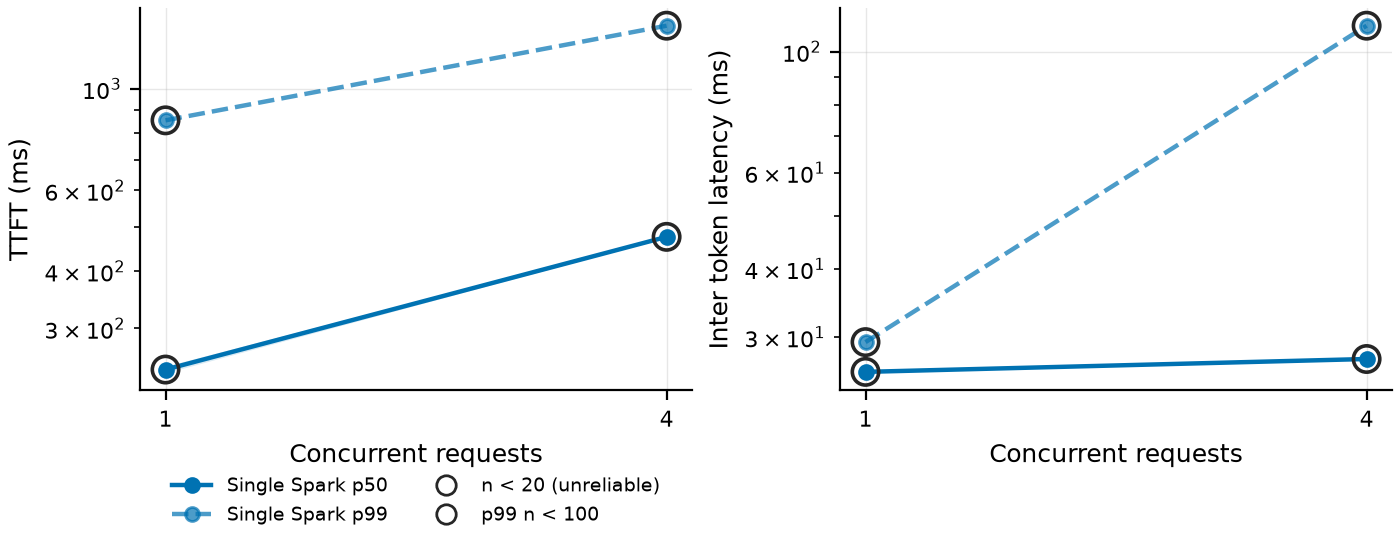 TTFT (ms)
10³
6 × 10²
4 × 10²
3 × 10²
1
4
Concurrent requests
Inter token latency (ms)
10²
6 × 10¹
4 × 10¹
3 × 10¹
1
4
Concurrent requests
Single Spark p50
Single Spark p99
n < 20 (unreliable)
p99 n < 100